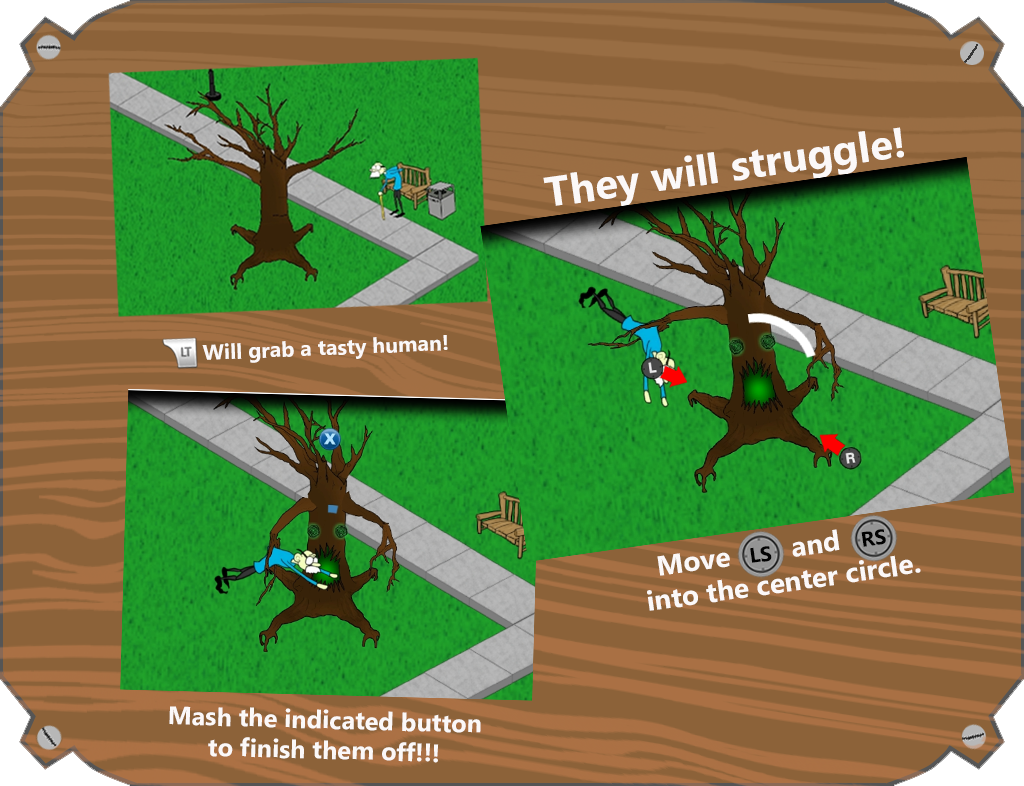 LT Will grab a tasty human!
They will struggle!
L
R
Move LS and RS
into the center circle.
X
Mash the indicated button
to finish them off!!!